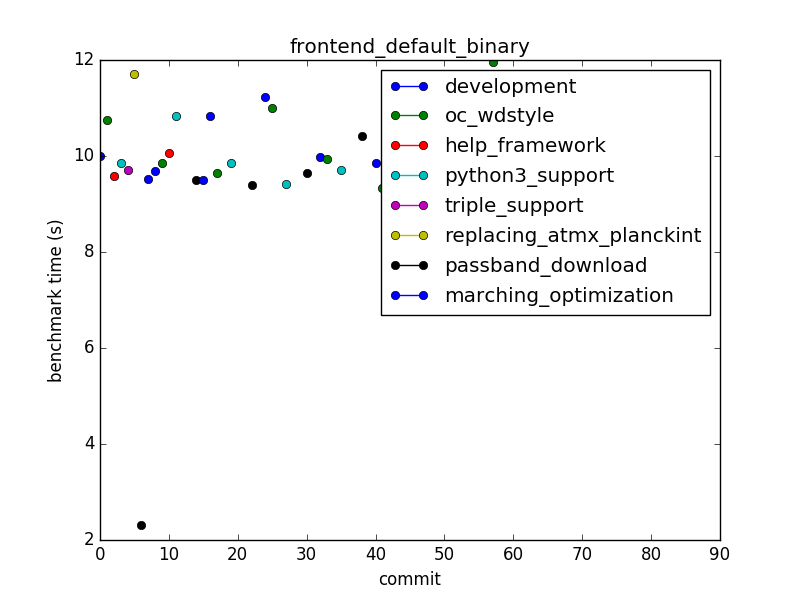 frontend_default_binary
12
10
8
6
4
2
benchmark time (s)
development
oc_wdstyle
help_framework
python3_support
triple_support
replacing_atmx_planckint
passband_download
marching_optimization
0 10 20 30 40 50 60 70 80 90
commit